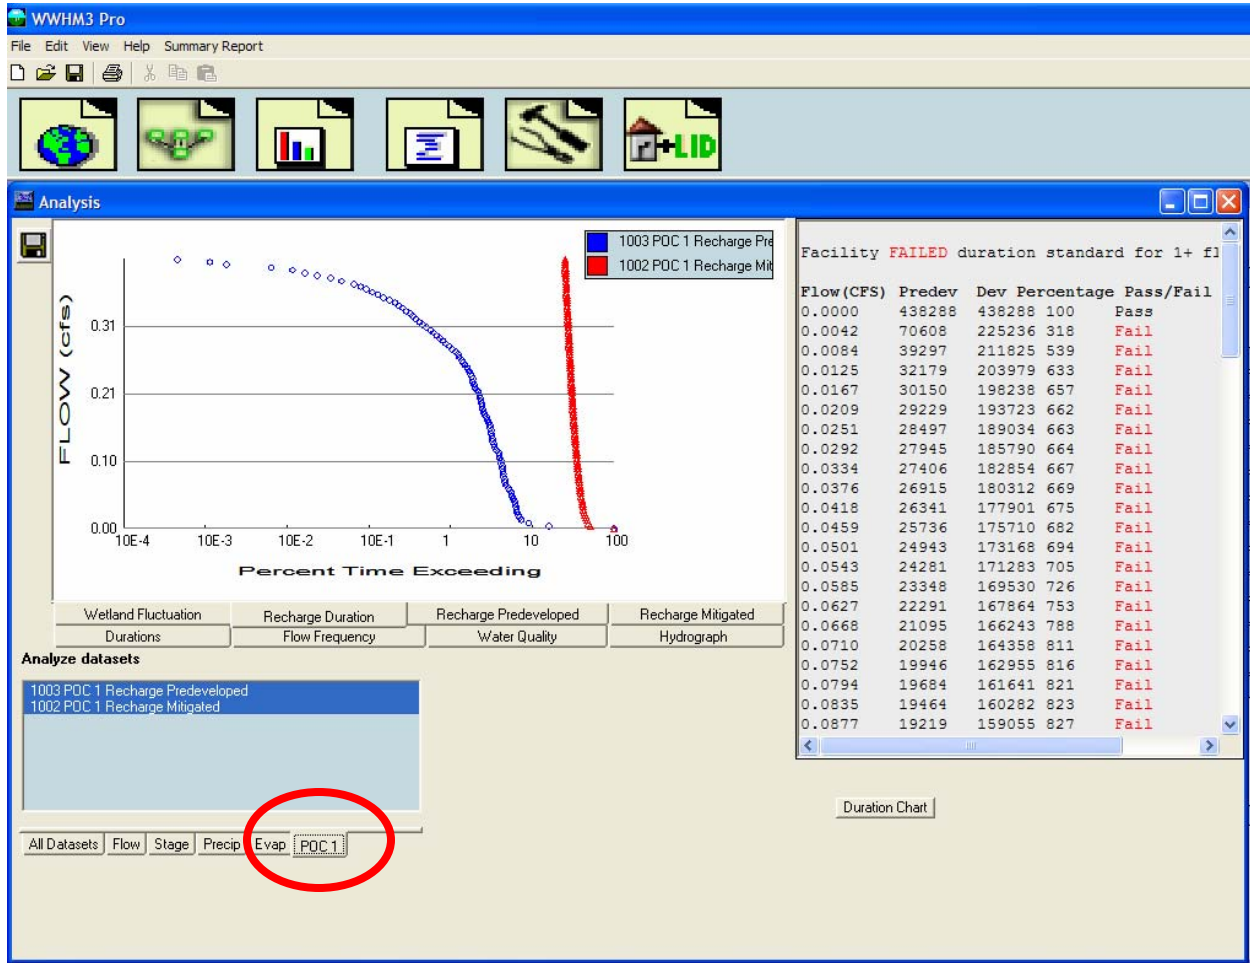 WWHM3 Pro
File Edit View Help Summary Report
+LID
Analysis
1003 POC 1 Recharge Pre
1002 POC 1 Recharge Mit
FLOW (cfs)
0.31
0.21
0.10
0.00
10E-4 10E-3 10E-2 10E-1 1 10 100
Percent Time Exceeding
Wetland Fluctuation Recharge Duration Recharge Predeveloped Recharge Mitigated
Durations Flow Frequency Water Quality Hydrograph
Analyze datasets
1003 POC 1 Recharge Predeveloped
1002 POC 1 Recharge Mitigated
All Datasets Flow Stage Precip Evap POC 1
Facility FAILED duration standard for 1+ fl
Flow(CFS) Predev Dev Percentage Pass/Fail
0.0000 438288 438288 100 Pass
0.0042 70608 225236 318 Fail
0.0084 39297 211825 539 Fail
0.0125 32179 203979 633 Fail
0.0167 30150 198238 657 Fail
0.0209 29229 193723 662 Fail
0.0251 28497 189034 663 Fail
0.0292 27945 185790 664 Fail
0.0334 27406 182854 667 Fail
0.0376 26915 180312 669 Fail
0.0418 26341 177901 675 Fail
0.0459 25736 175710 682 Fail
0.0501 24943 173168 694 Fail
0.0543 24281 171283 705 Fail
0.0585 23348 169530 726 Fail
0.0627 22291 167864 753 Fail
0.0668 21095 166243 788 Fail
0.0710 20258 164358 811 Fail
0.0752 19946 162955 816 Fail
0.0794 19684 161641 821 Fail
0.0835 19464 160282 823 Fail
0.0877 19219 159055 827 Fail
Duration Chart